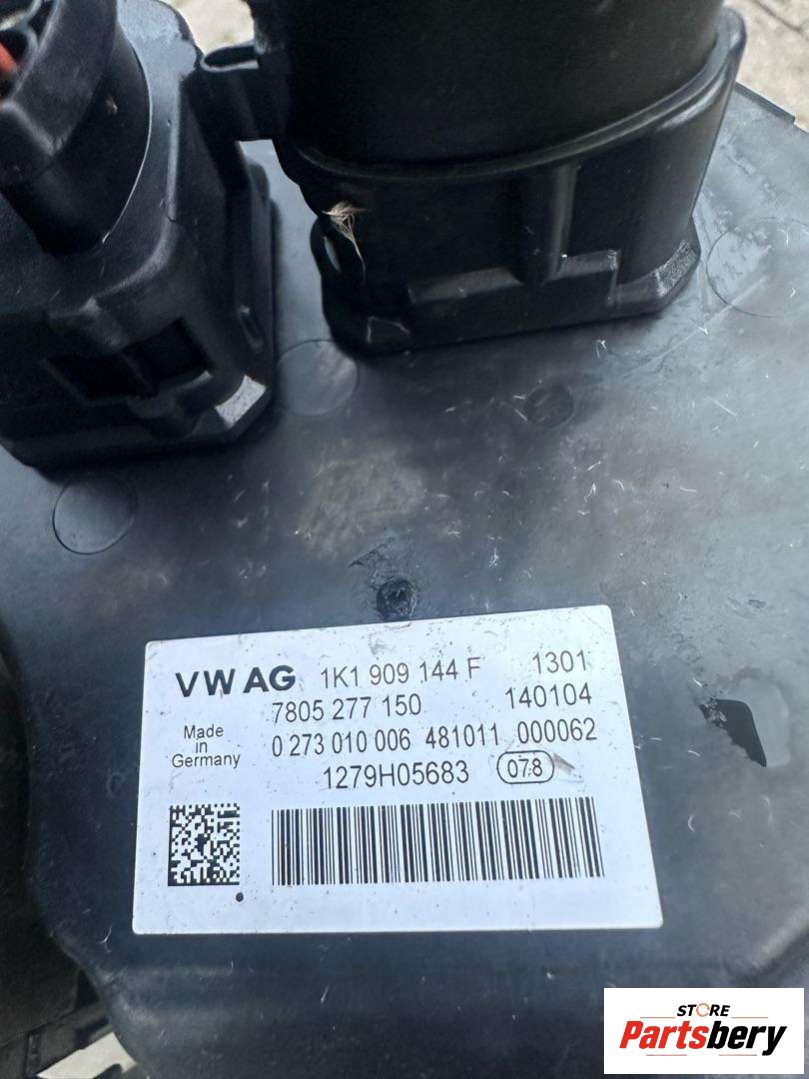 VW AG 1K1 909 144 F 1301
7805 277 150 140104
Made
in
Germany
0 273 010 006 481011 000062
1279H05683 078
STORE
Partsbery